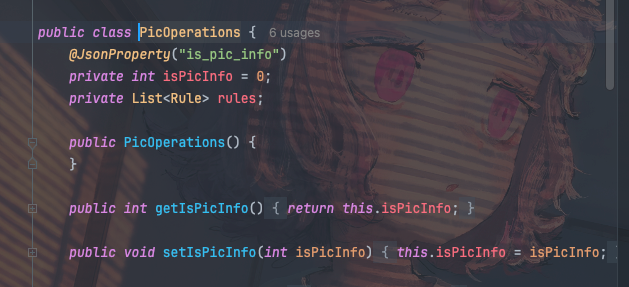 public class PicOperations {  6 usages
@JsonProperty("is_pic_info")
private int isPicInfo = 0;
private List<Rule> rules;
public PicOperations() {
}
public int getIsPicInfo() { return this.isPicInfo; }
public void setIsPicInfo(int isPicInfo) { this.isPicInfo = isPicInfo; }